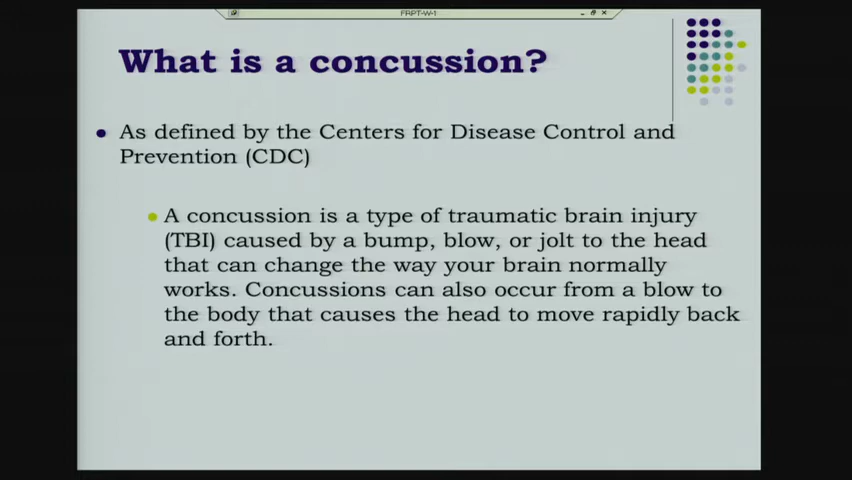 FRPT-W-1
What is a concussion?
As defined by the Centers for Disease Control and
Prevention (CDC)
A concussion is a type of traumatic brain injury
(TBI) caused by a bump, blow, or jolt to the head
that can change the way your brain normally
works. Concussions can also occur from a blow to
the body that causes the head to move rapidly back
and forth.